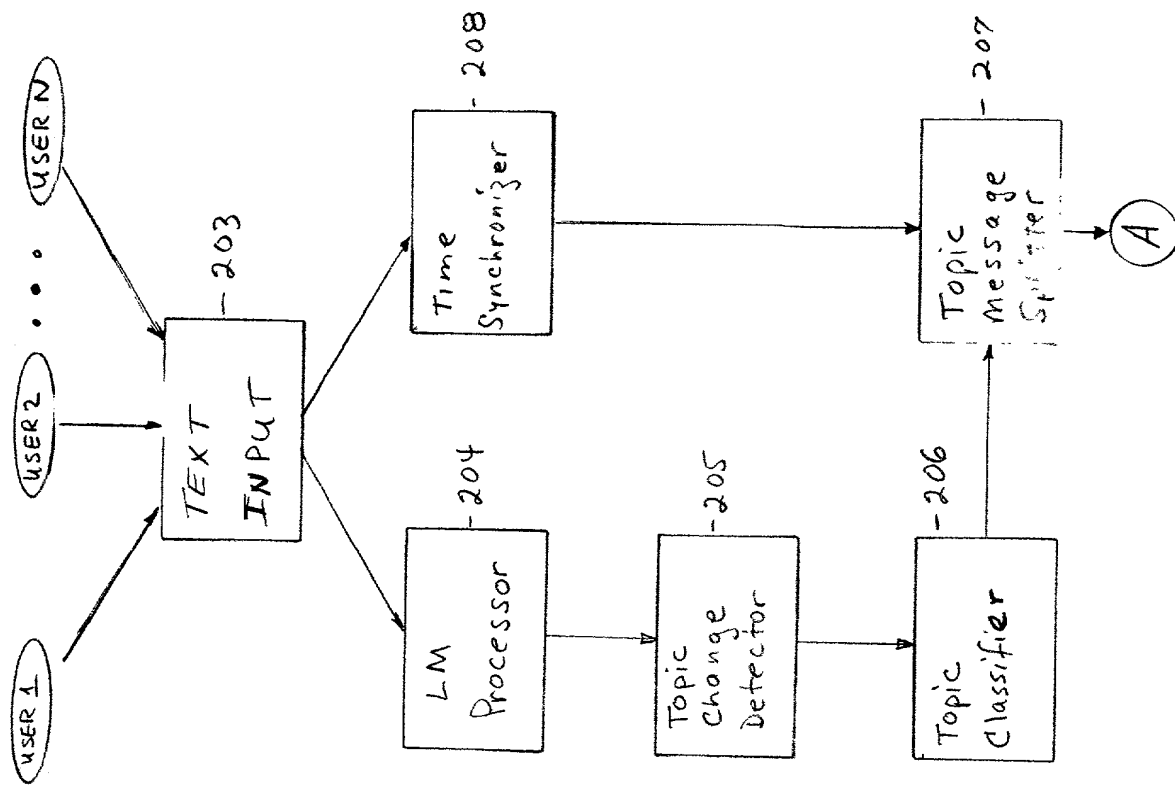 USER 1
USER 2
USER N
TEXT
INPUT
- 203
LM
Processor
- 204
Time
Synchronizer
- 208
Topic
Change
Detector
- 205
Topic
Classifier
- 206
Topic
Message
- 207
A